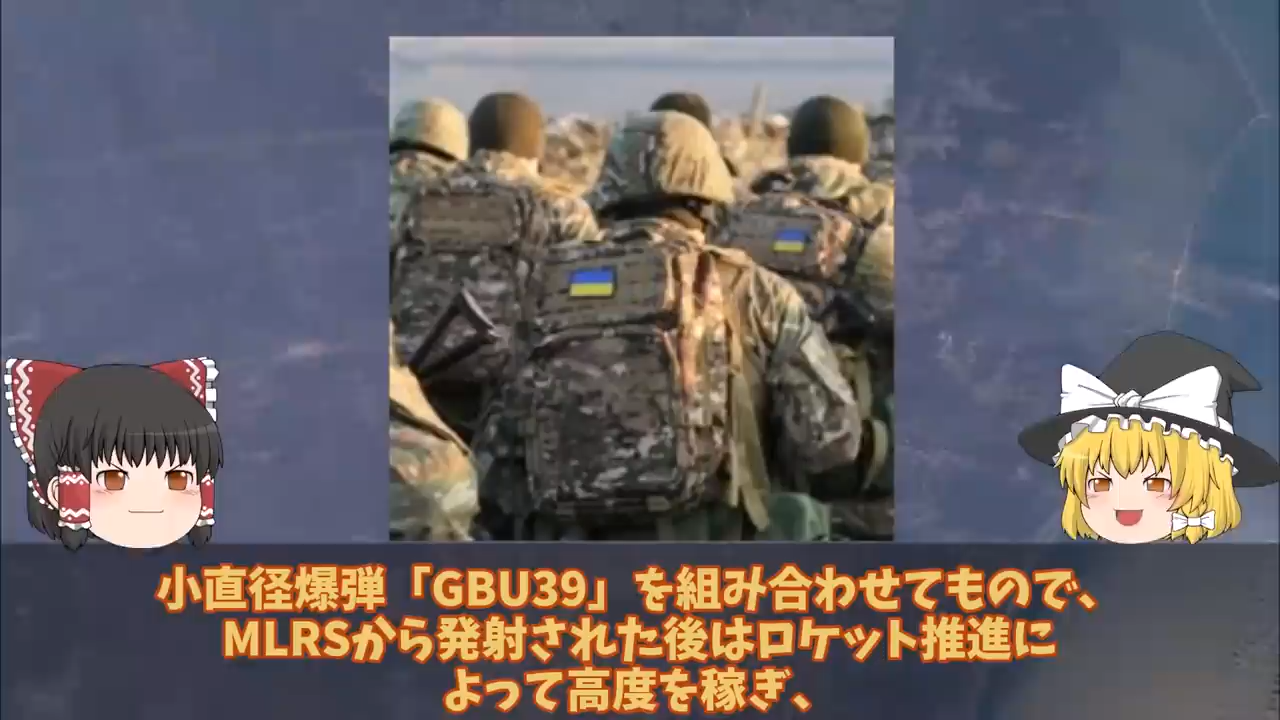 小直径爆弾「GBU39」を組み合わせてもので、
MLRSから発射された後はロケット推進に
よって高度を稼ぎ、